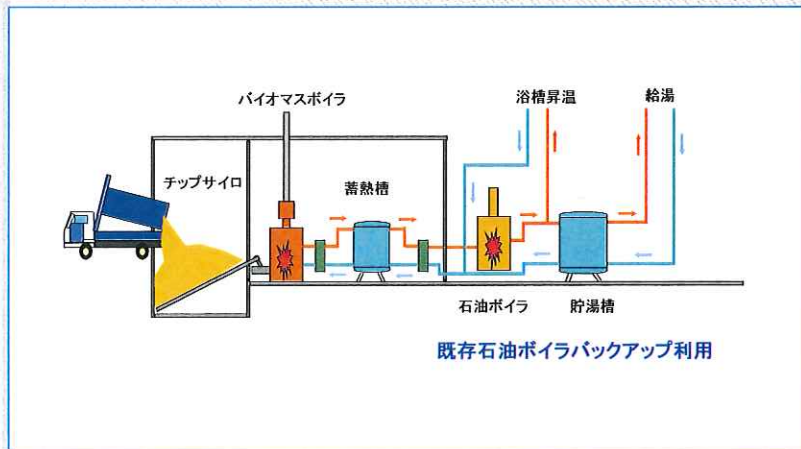 バイオマスボイラ
浴槽昇温
給湯
チップサイロ
蓄熱槽
石油ボイラ
貯湯槽
既存石油ボイラバックアップ利用